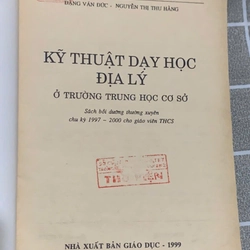 ĐẶNG VĂN ĐỨC - NGUYỄN THỊ THU HẰNG
KỸ THUẬT DẠY HỌC
ĐỊA LÝ
Ở TRƯỜNG TRUNG HỌC CƠ SỞ
Sách bồi dưỡng thường xuyên
chu kỳ 1997 - 2000 cho giáo viên THCS
NHÀ XUẤT BẢN GIÁO DỤC - 1999